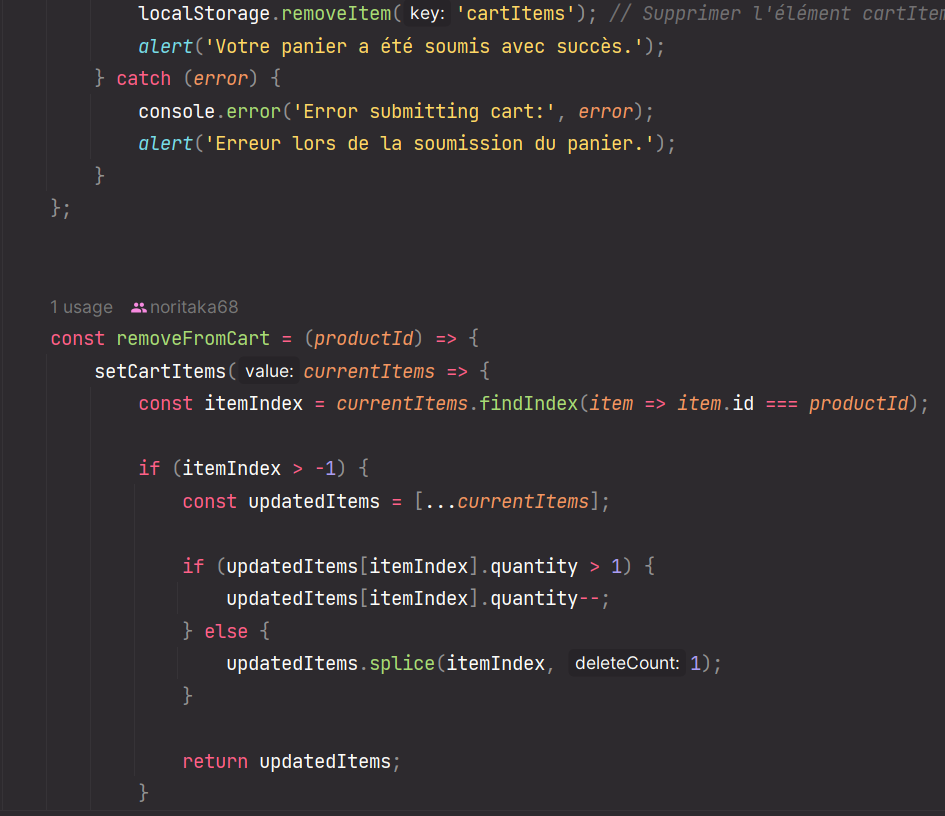 localStorage.removeItem( key: 'cartItems'); // Supprimer l'élément cartItem
alert('Votre panier a été soumis avec succès.');
} catch (error) {
console.error('Error submitting cart:', error);
alert('Erreur lors de la soumission du panier.');
}
};
1 usage noritaka68
const removeFromCart = (productId) => {
setCartItems( value: currentItems => {
const itemIndex = currentItems.findIndex(item => item.id === productId);
if (itemIndex > -1) {
const updatedItems = [...currentItems];
if (updatedItems[itemIndex].quantity > 1) {
updatedItems[itemIndex].quantity--;
} else {
updatedItems.splice(itemIndex, deleteCount: 1);
}
return updatedItems;
}